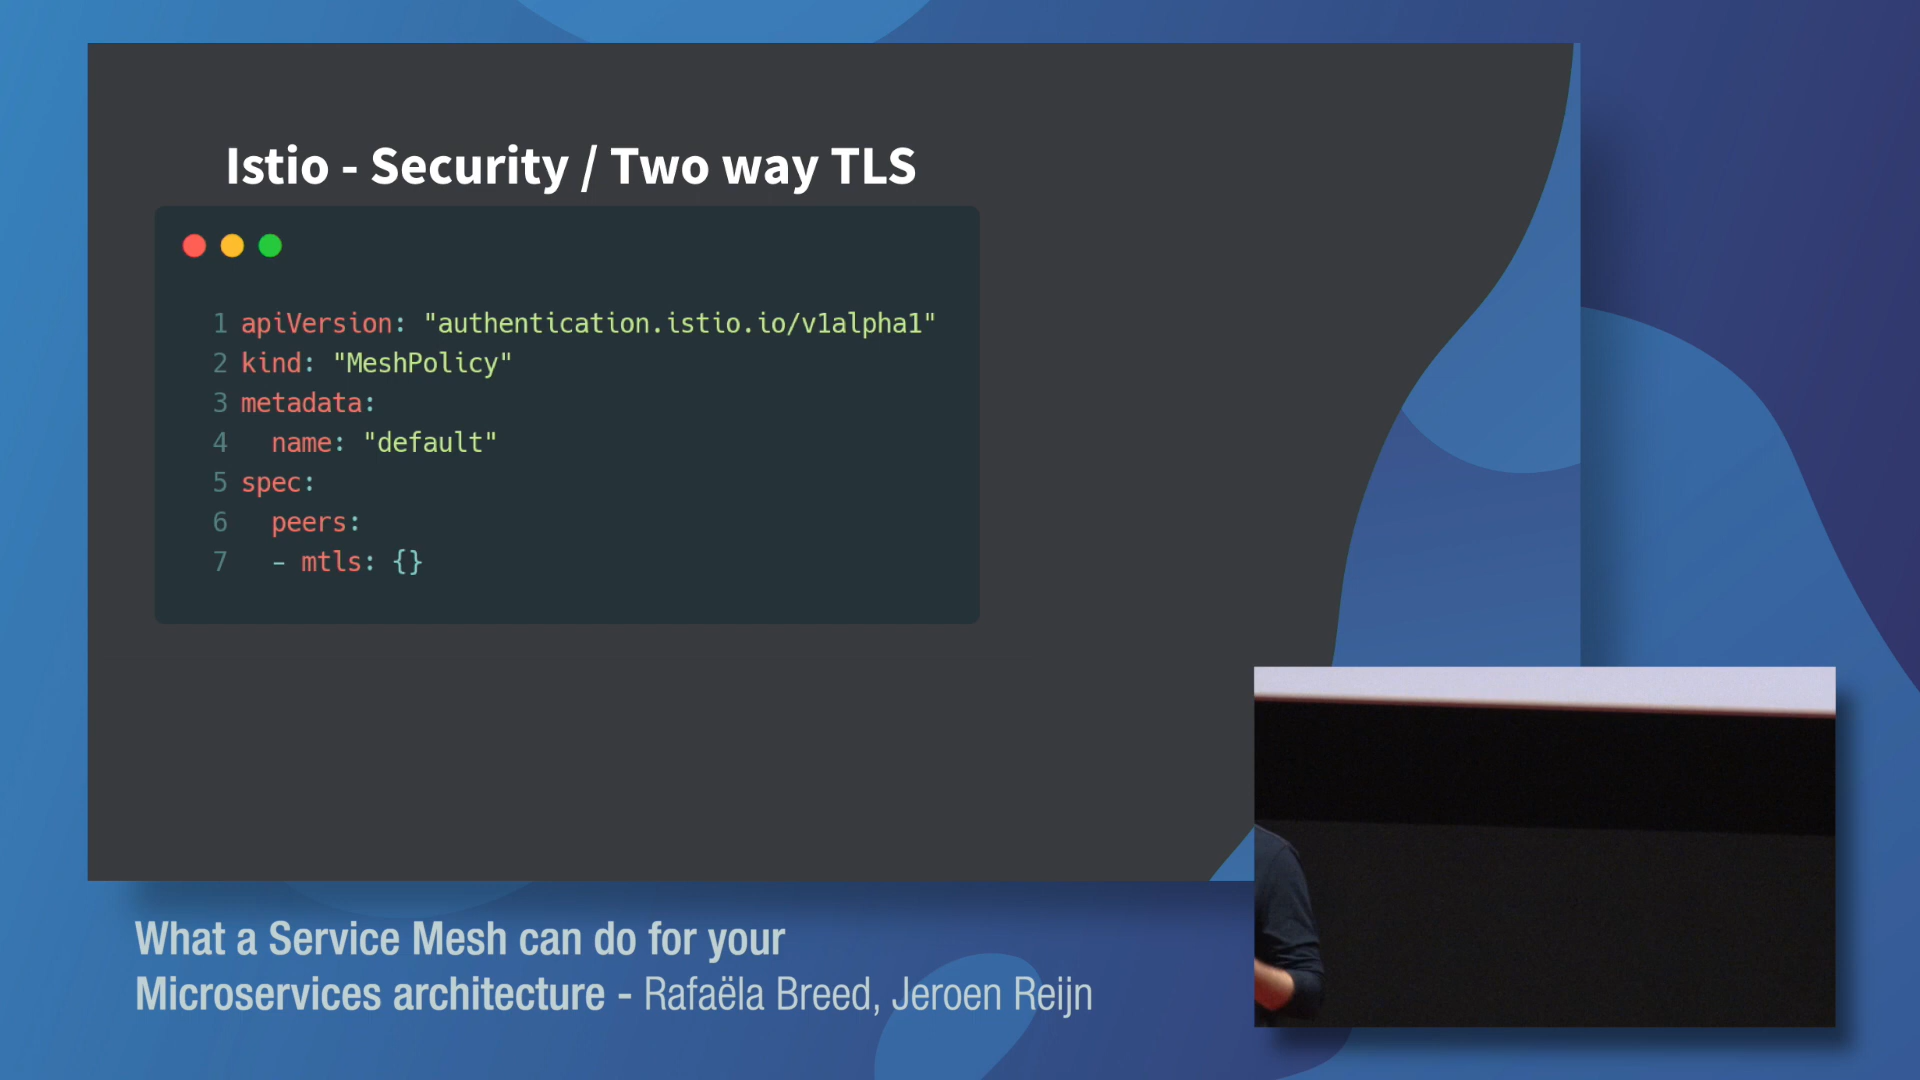 Istio - Security / Two way TLS
1 apiVersion: "authentication.istio.io/v1alpha1"
2 kind: "MeshPolicy"
3 metadata:
4   name: "default"
5 spec:
6   peers:
7   - mtls: {}
What a Service Mesh can do for your
Microservices architecture - Rafaëla Breed, Jeroen Reijn